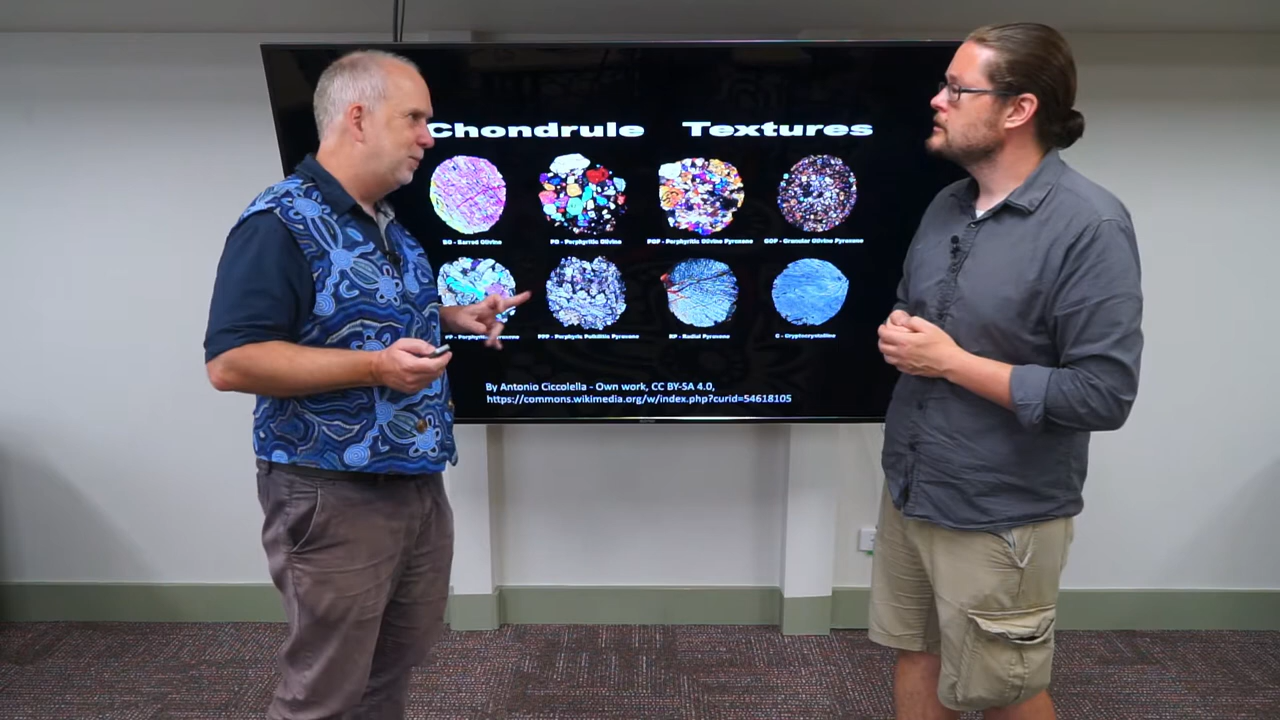 Chondrule Textures
BO - Barred Olivine
PO - Porphyritic Olivine
POP - Porphyritic Olivine Pyroxene
GOP - Granular Olivine Pyroxene
PPP - Porphyric Poikilitic Pyroxene
RP - Radial Pyroxene
C - Cryptocrystalline
By Antonio Ciccolella - Own work, CC BY-SA 4.0,
https://commons.wikimedia.org/w/index.php?curid=54618105